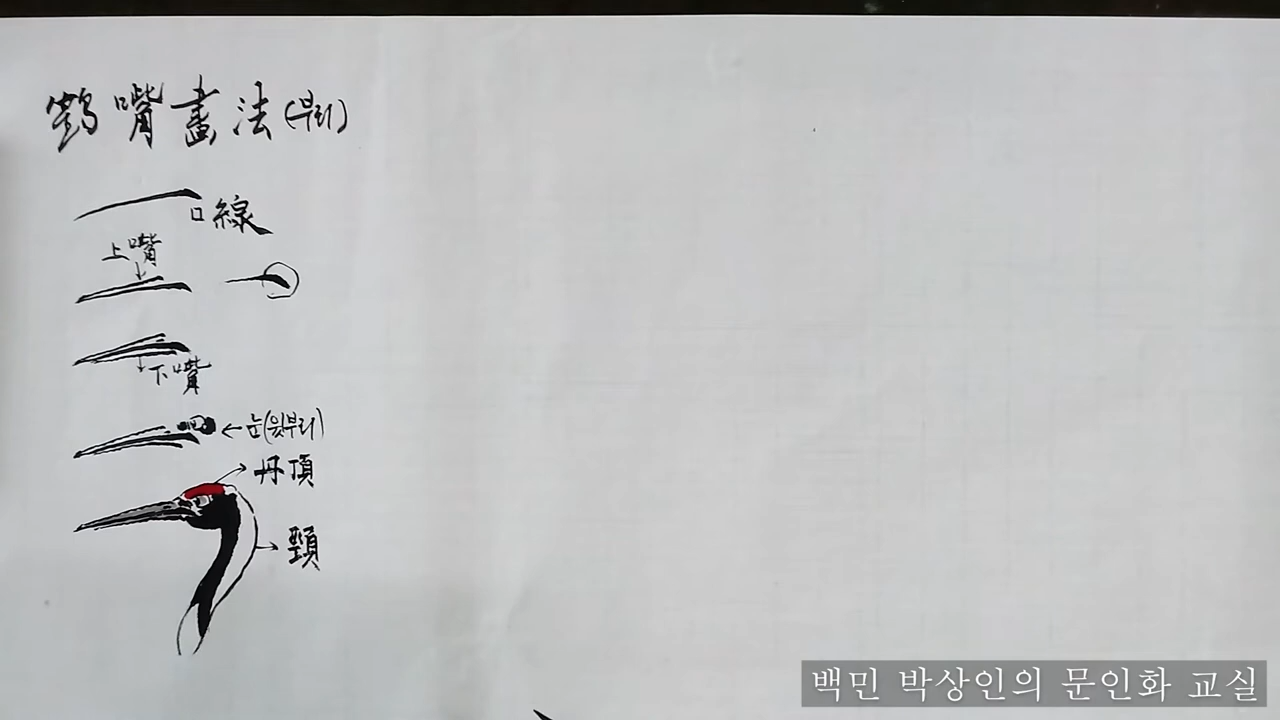 鶴嘴畵法(부리)
口線
上嘴
下嘴
눈(윗부리)
丹頂
頸
백민 박상인의 문인화 교실